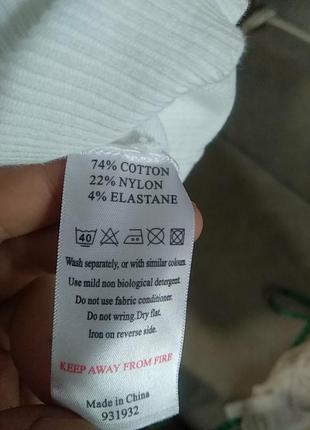 74% COTTON
22% NYLON
4% ELASTANE
40
Wash separately, or with similar colours.
Use mild non biological detergent.
Do not use fabric conditioner.
Do not wring.Dry flat.
Iron on reverse side.
KEEP AWAY FROM FIRE
Made in China
931932